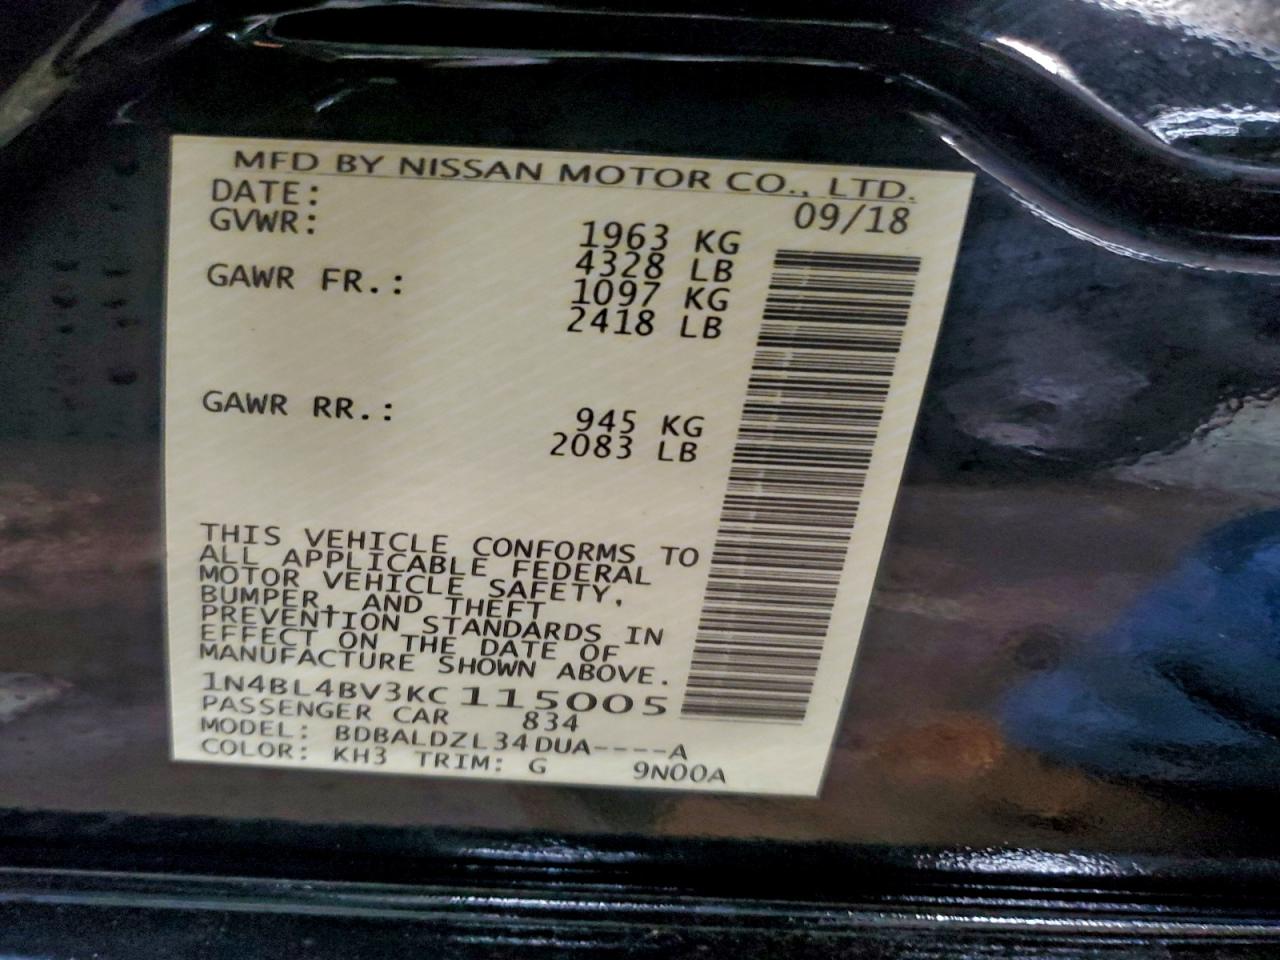 MFD BY NISSAN MOTOR CO., LTD.
DATE: 09/18
GVWR: 1963 KG
4328 LB
GAWR FR.: 1097 KG
2418 LB
GAWR RR.: 945 KG
2083 LB
THIS VEHICLE CONFORMS TO
ALL APPLICABLE FEDERAL
MOTOR VEHICLE SAFETY,
BUMPER, AND THEFT
PREVENTION STANDARDS IN
EFFECT ON THE DATE OF
MANUFACTURE SHOWN ABOVE.
1N4BL4BV3KC115005
PASSENGER CAR 834
MODEL: BDBALDZL34DUA----A
COLOR: KH3 TRIM: G 9N00A